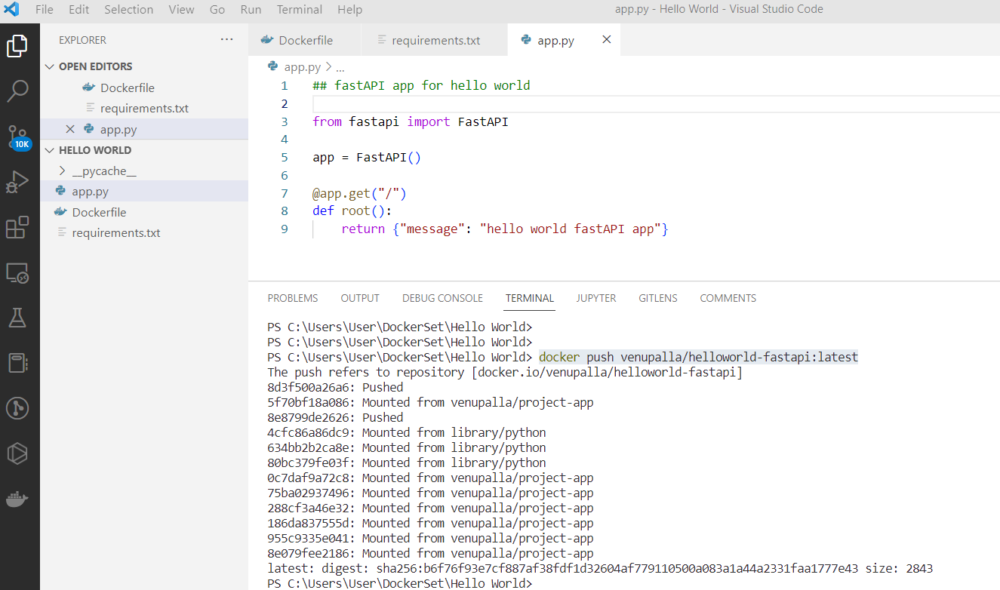 File Edit Selection View Go Run Terminal Help
app.py - Hello World - Visual Studio Code
EXPLORER
OPEN EDITORS
Dockerfile
requirements.txt
app.py
HELLO WORLD
__pycache__
app.py
Dockerfile
requirements.txt
10K
Dockerfile requirements.txt app.py
app.py > ...
1 ## fastAPI app for hello world
2
3 from fastapi import FastAPI
4
5 app = FastAPI()
6
7 @app.get("/")
8 def root():
9 return {"message": "hello world fastAPI app"}
PROBLEMS OUTPUT DEBUG CONSOLE TERMINAL JUPYTER GITLENS COMMENTS
PS C:\Users\User\DockerSet\Hello World>
PS C:\Users\User\DockerSet\Hello World>
PS C:\Users\User\DockerSet\Hello World> docker push venupalla/helloworld-fastapi:latest
The push refers to repository [docker.io/venupalla/helloworld-fastapi]
8d3f500a26a6: Pushed
5f70bf18a086: Mounted from venupalla/project-app
8e8799de2626: Pushed
4cfc86a86dc9: Mounted from library/python
634bb2b2ca8e: Mounted from library/python
80bc379fe03f: Mounted from library/python
0c7daf9a72c8: Mounted from venupalla/project-app
75ba02937496: Mounted from venupalla/project-app
288cf3a46e32: Mounted from venupalla/project-app
186da837555d: Mounted from venupalla/project-app
955c9335e041: Mounted from venupalla/project-app
8e079fee2186: Mounted from venupalla/project-app
latest: digest: sha256:b6f76f93e7cf887af38fdf1d32604af779110500a083a1a44a2331faa1777e43 size: 2843
PS C:\Users\User\DockerSet\Hello World>